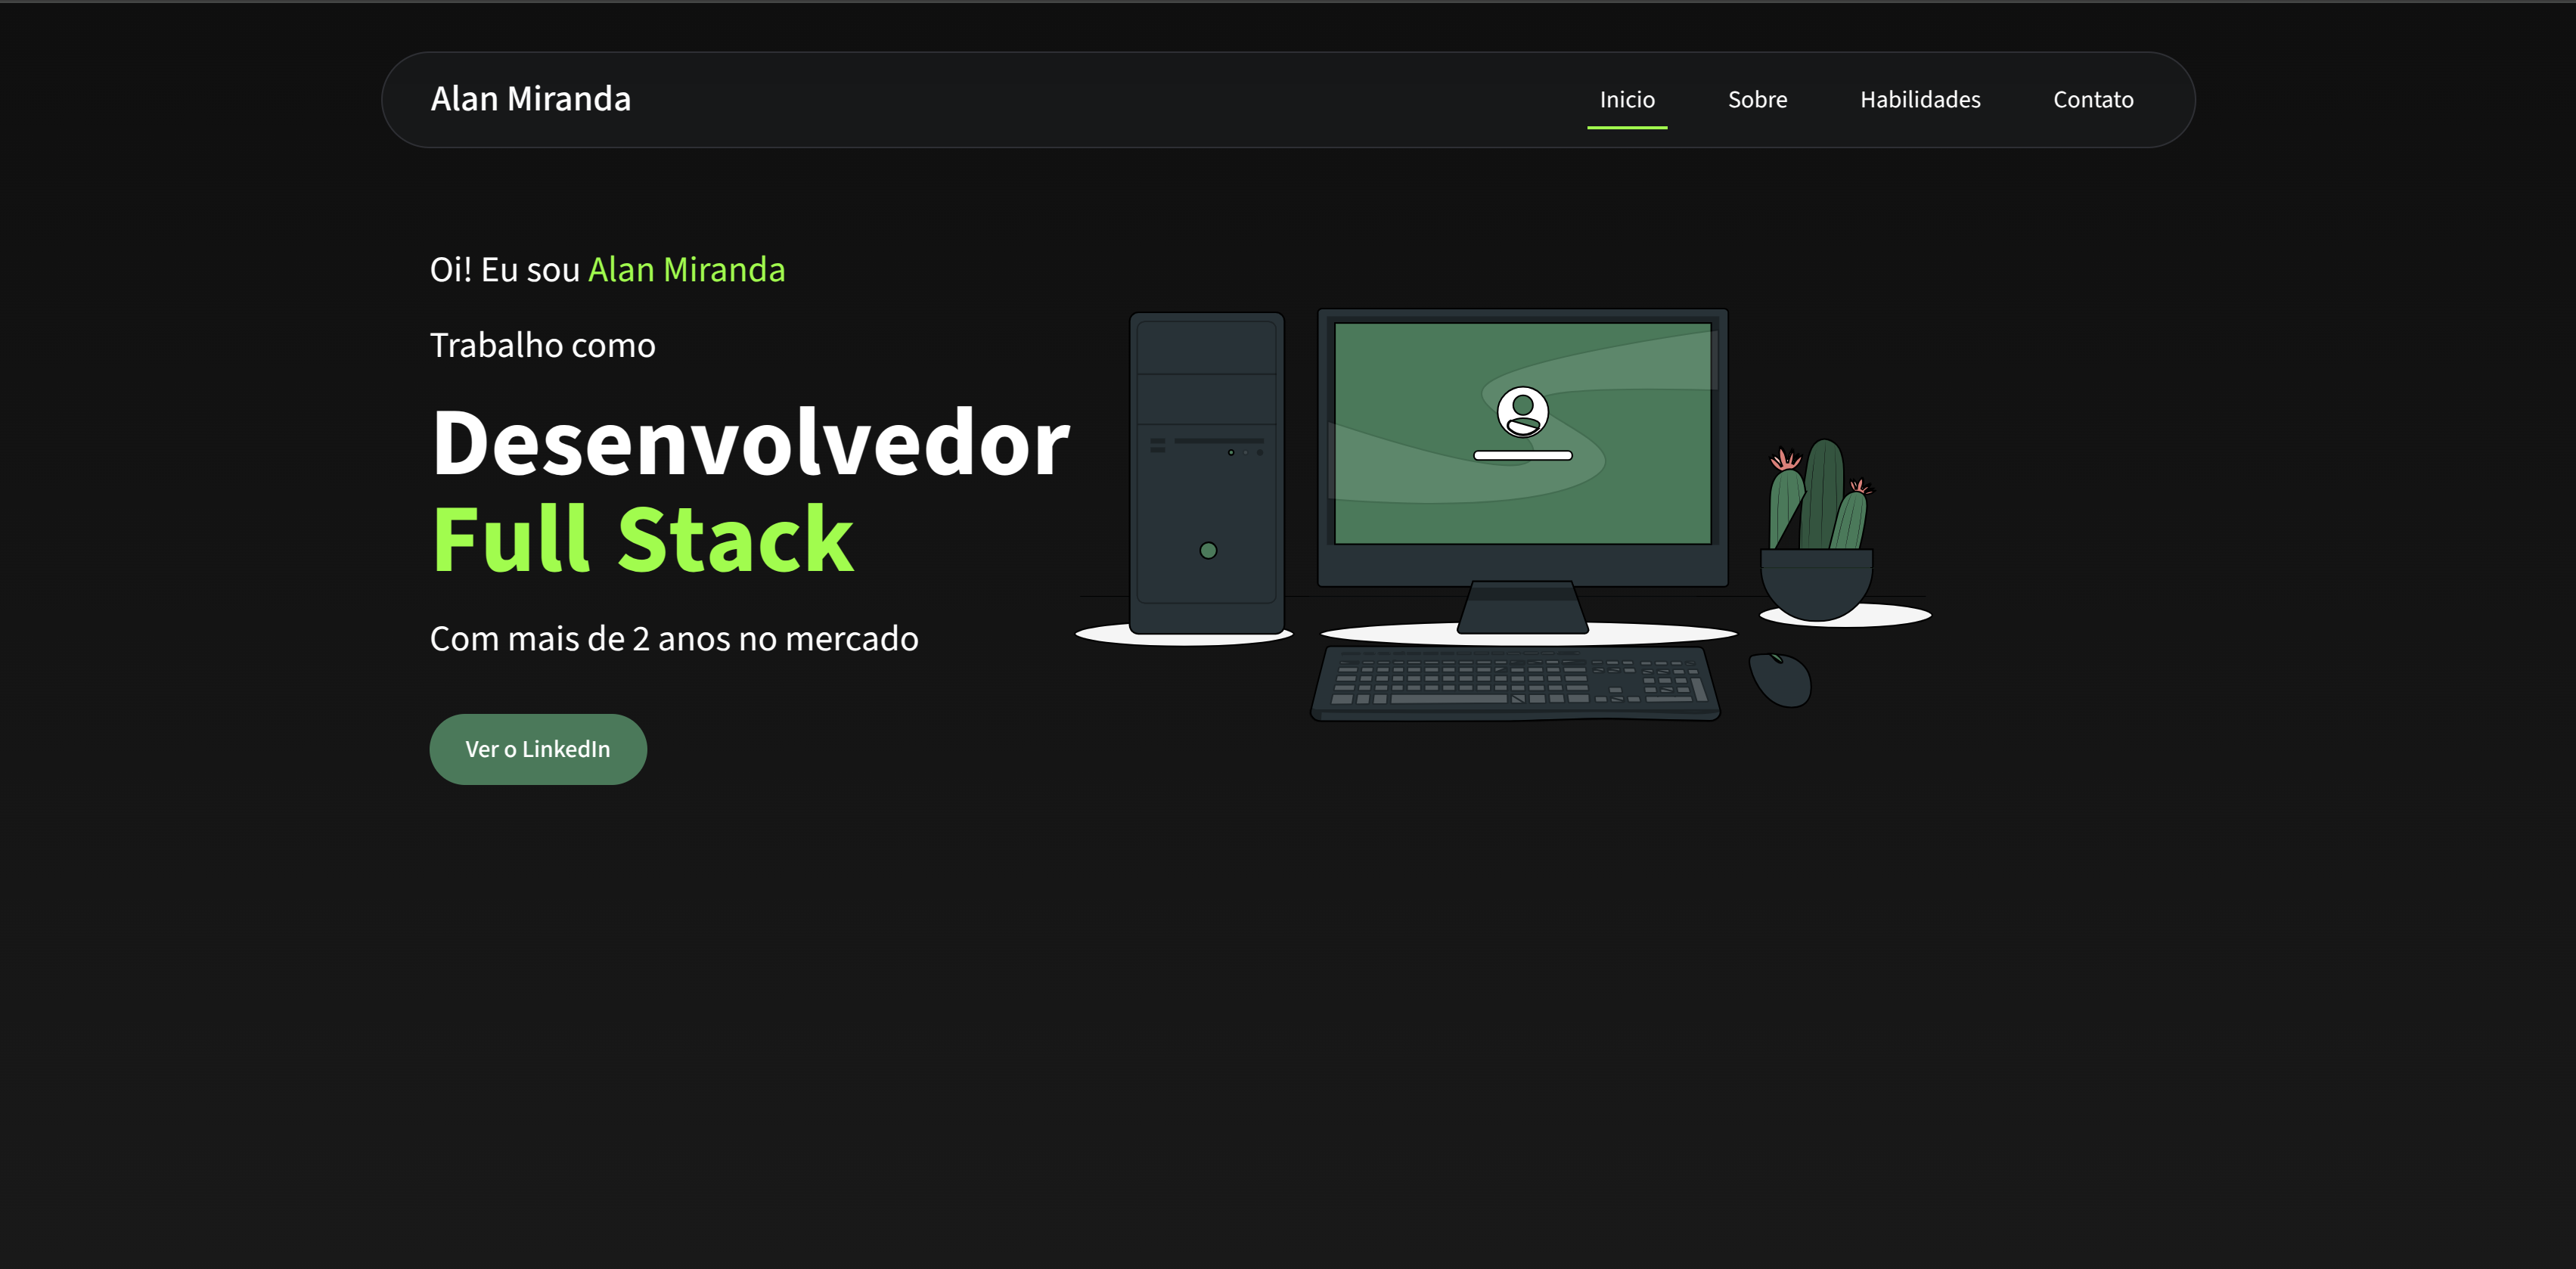 Alan Miranda
Inicio Sobre Habilidades Contato
Oi! Eu sou Alan Miranda
Trabalho como
Desenvolvedor
Full Stack
Com mais de 2 anos no mercado
Ver o LinkedIn